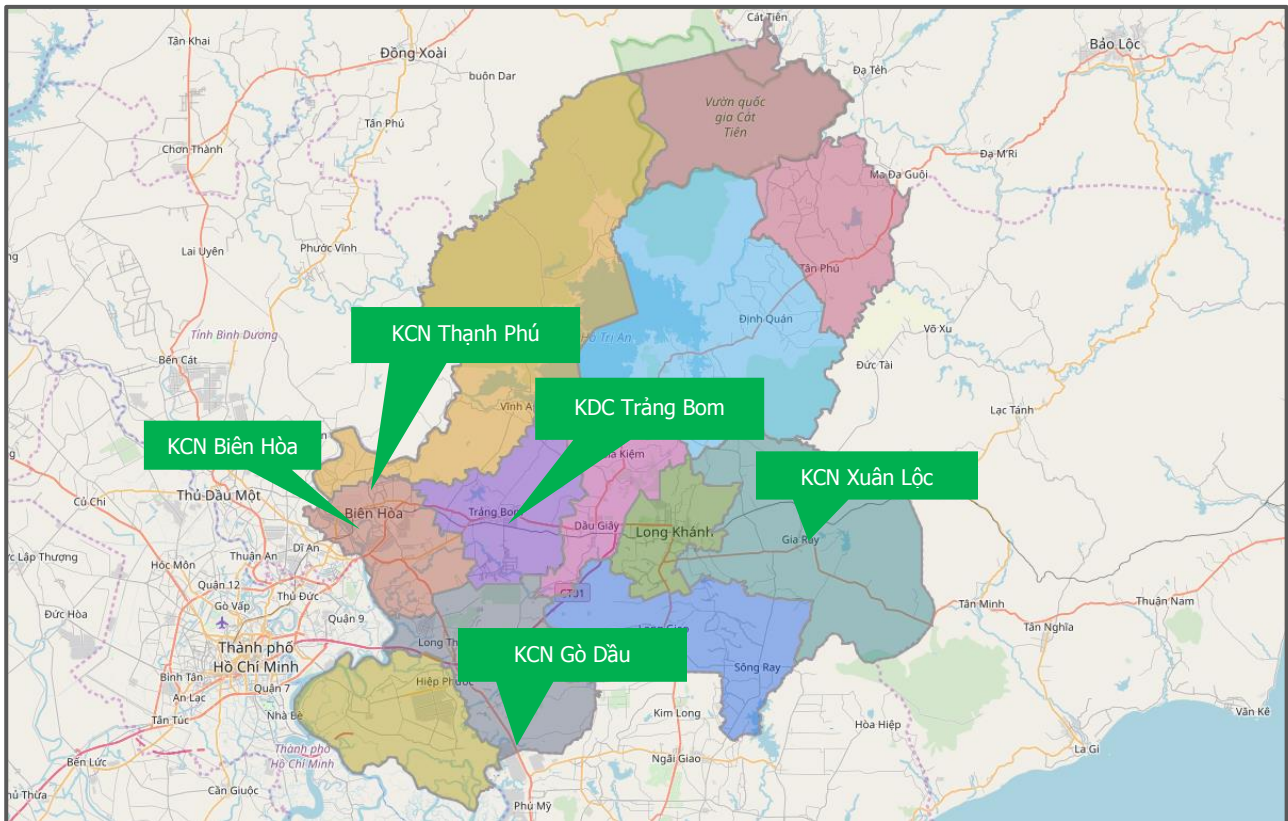 Cát Tiên
Tân Khai
Đồng Xoài
Bảo Lộc
buôn Dar
Đạ Tẻh
Vườn quốc
gia Cát
Tiên
Tân Phú
Chơn Thành
Đạ M'Ri
Ma Đa Guôi
Lai Uyên
Phước Vĩnh
Tân Phú
Định Quán
Võ Xu
Tỉnh Bình Dương
KCN Thạnh Phú
Hồ Trị An
Bến Cát
Đức Tài
KDC Trảng Bom
Vĩnh A
Lạc Tánh
KCN Biên Hòa
KCN Xuân Lộc
Thủ Dầu Một
Củ Chi
Biên Hòa
Trảng Bom
Dầu Giây
Long Khánh
Gia Ray
Dĩ An
Thuận An
Hóc Môn
Quận 12
Thủ Đức
Gò Vấp
CT01
Tân Minh
Thuận Nam
Đức Hòa
Quận 9
Tân Nghĩa
Long Th
Thành phố
Hồ Chí Minh
KCN Gò Dầu
Sông Ray
Bình Tân
Hiệp Phước
An Lạc
Quận 7
Tân Túc
Nhà Bè
Kim Long
Hòa Hiệp
Văn Kê
Thành phố
Hồ Chí Minh
La Gi
Bến Lức
Ngãi Giao
Cần Giuộc
Phú Mỹ